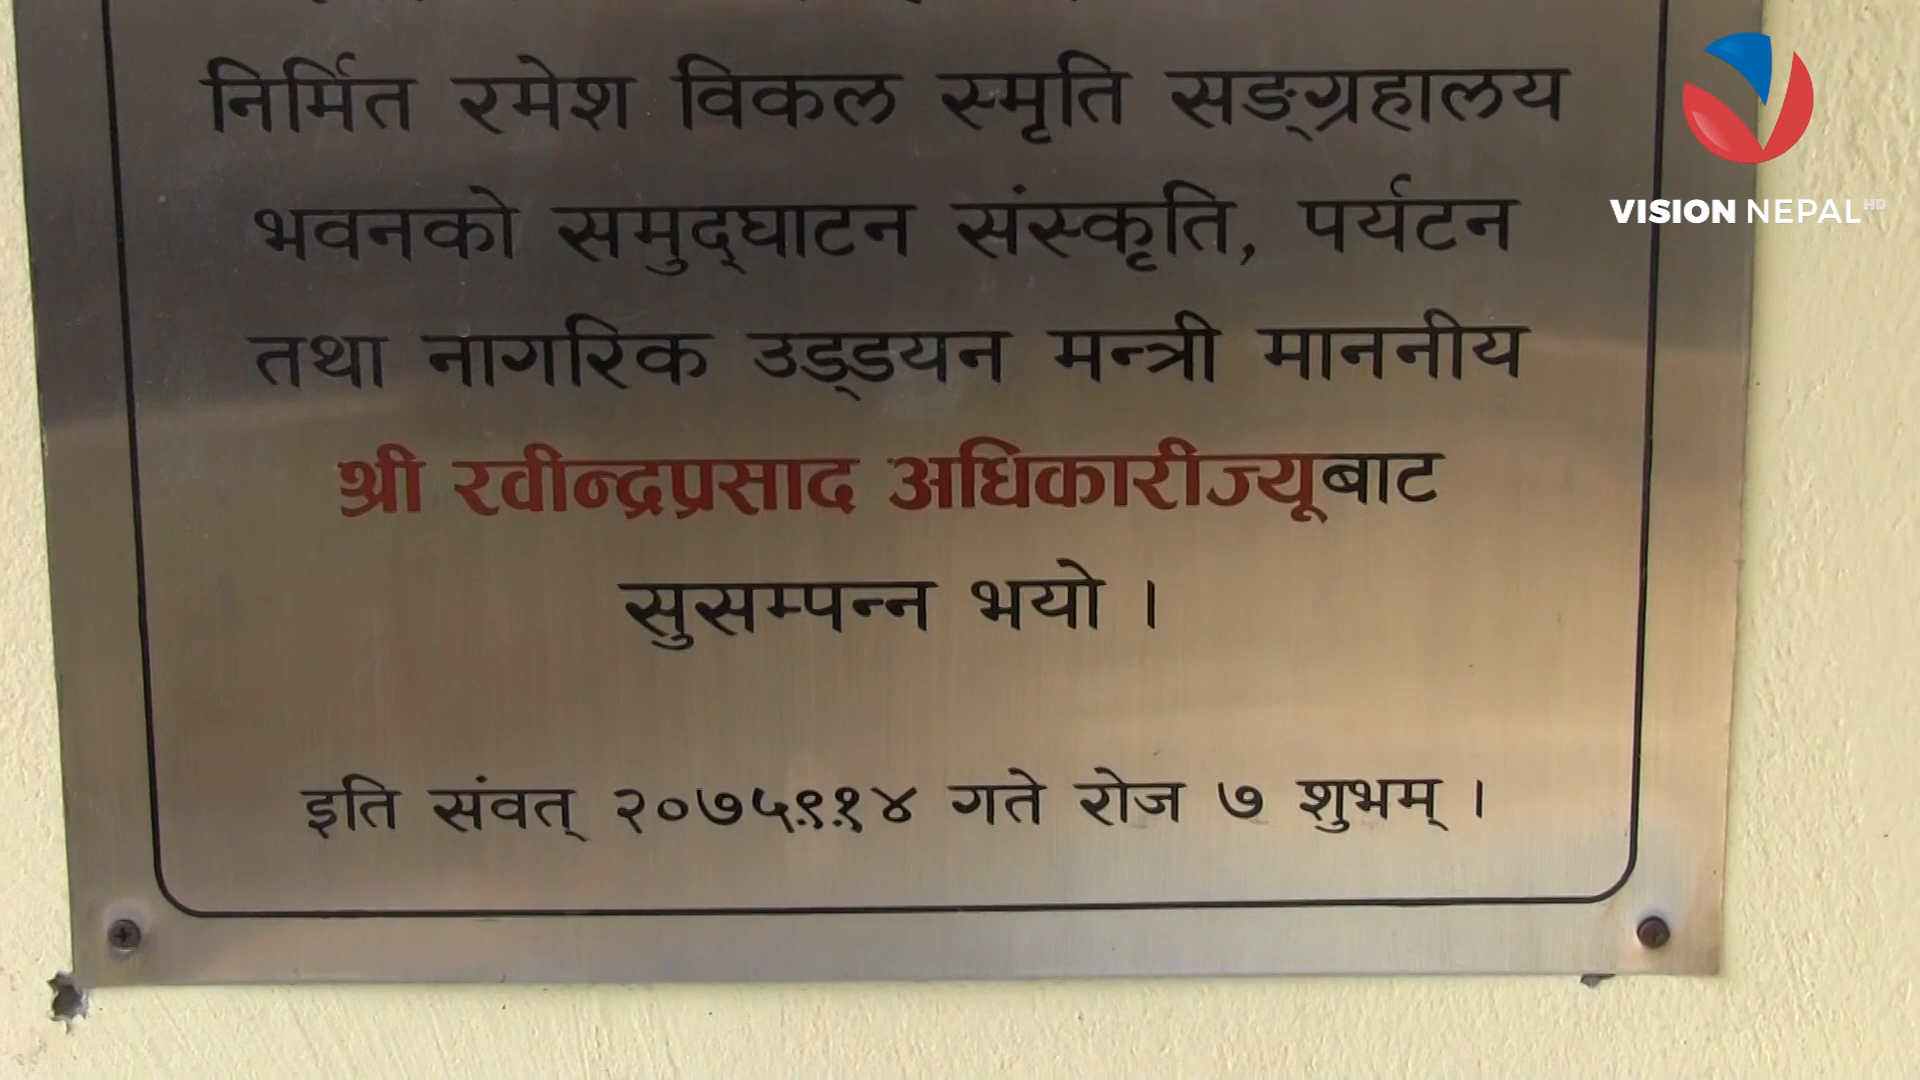 निर्मित रमेश विकल स्मृति सङ्ग्रहालय
भवनको समुद्घाटन संस्कृति, पर्यटन
तथा नागरिक उड्डयन मन्त्री माननीय
श्री रवीन्द्रप्रसाद अधिकारीज्यूबाट
सुसम्पन्न भयो ।
इति संवत् २०७५.९.१४ गते रोज ७ शुभम् ।
VISION NEPAL HD